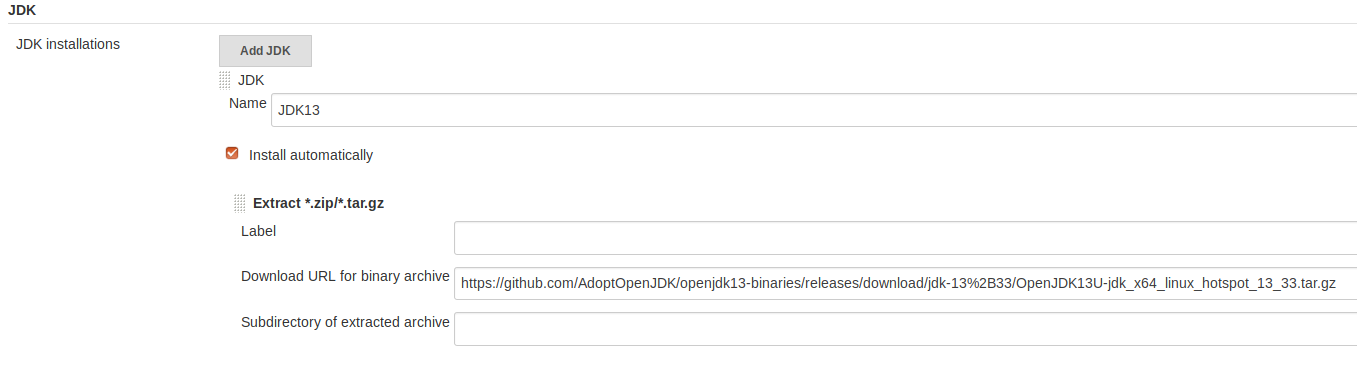 JDK
JDK installations
Add JDK
JDK
Name
JDK13
Install automatically
Extract *.zip/*.tar.gz
Label
Download URL for binary archive
https://github.com/AdoptOpenJDK/openjdk13-binaries/releases/download/jdk-13%2B33/OpenJDK13U-jdk_x64_linux_hotspot_13_33.tar.gz
Subdirectory of extracted archive